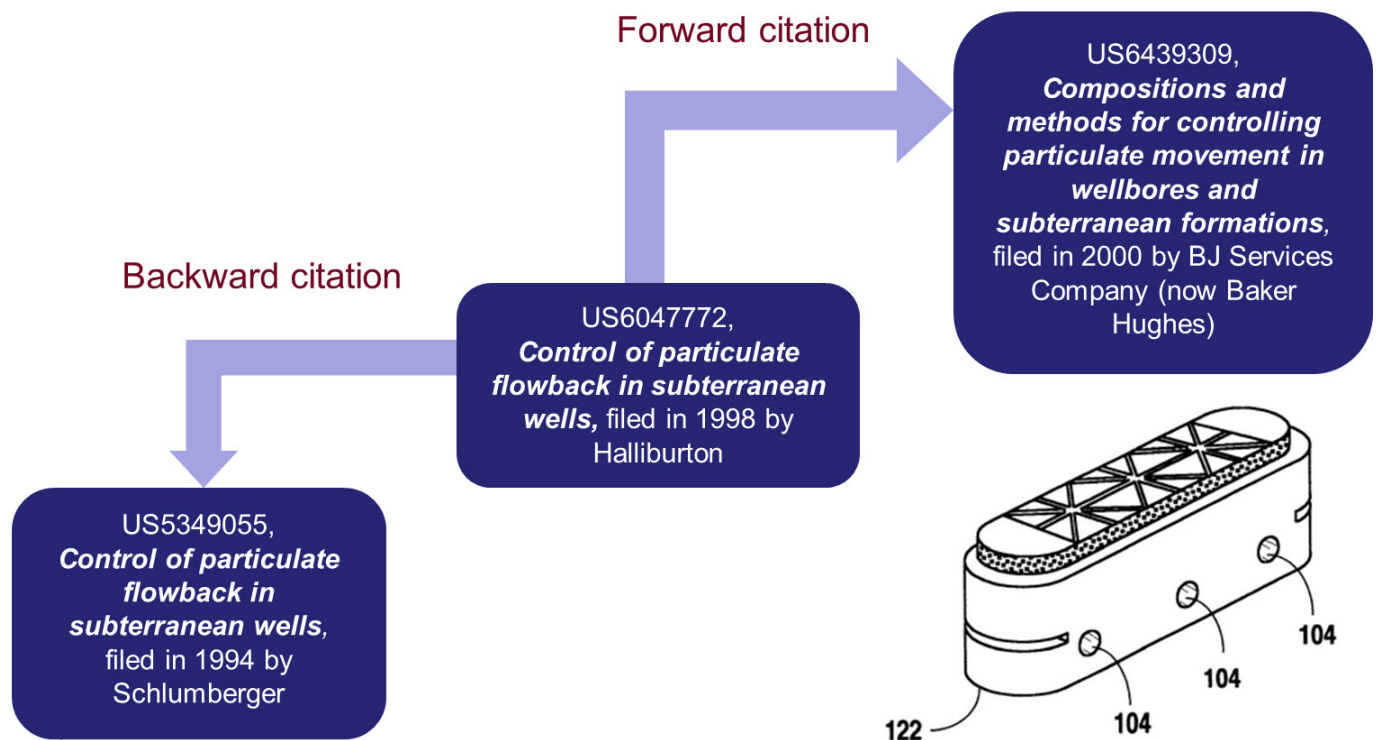 Forward citation
US6439309,
Compositions and
methods for controlling
particulate movement in
wellbores and
subterranean formations,
filed in 2000 by BJ Services
Company (now Baker
Hughes)
Backward citation
US6047772,
Control of particulate
flowback in subterranean
wells, filed in 1998 by
Halliburton
US5349055,
Control of particulate
flowback in
subterranean wells,
filed in 1994 by
Schlumberger
104
104
104
122